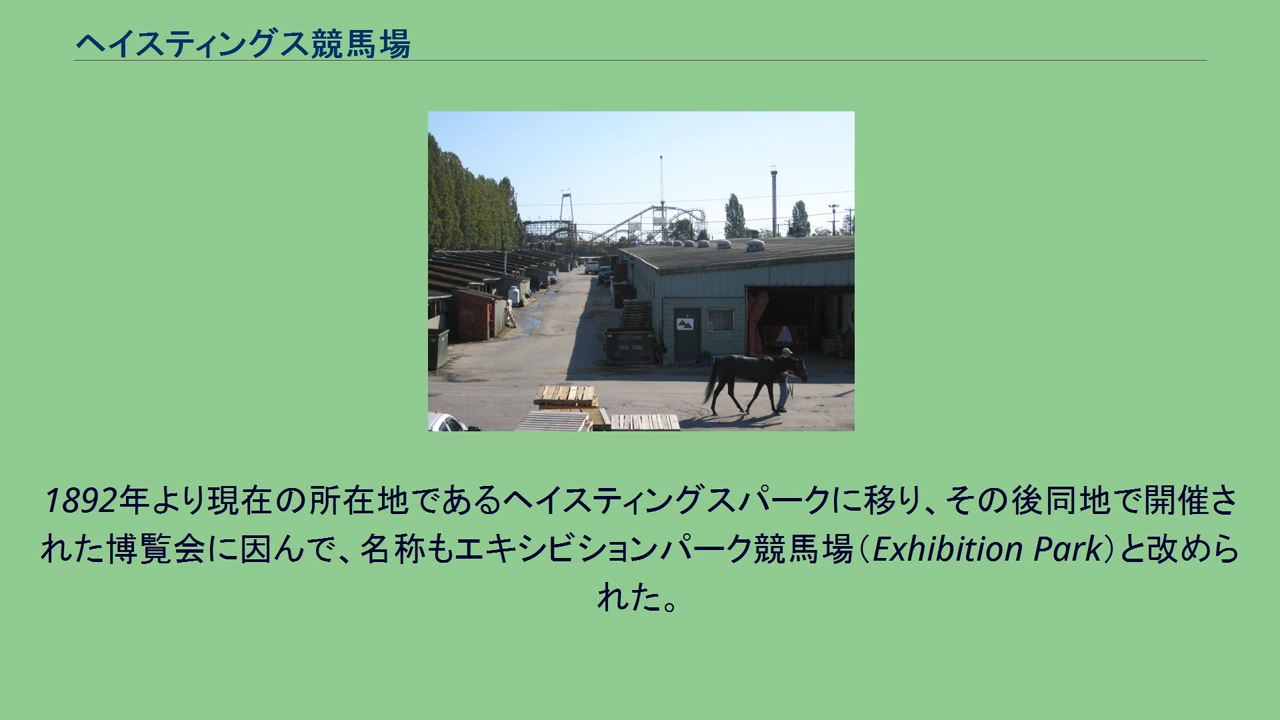 ヘイスティングス競馬場
1892年より現在の所在地であるヘイスティングスパークに移り、その後同地で開催さ
れた博覧会に因んで、名称もエキシビションパーク競馬場（Exhibition Park）と改めら
れた。